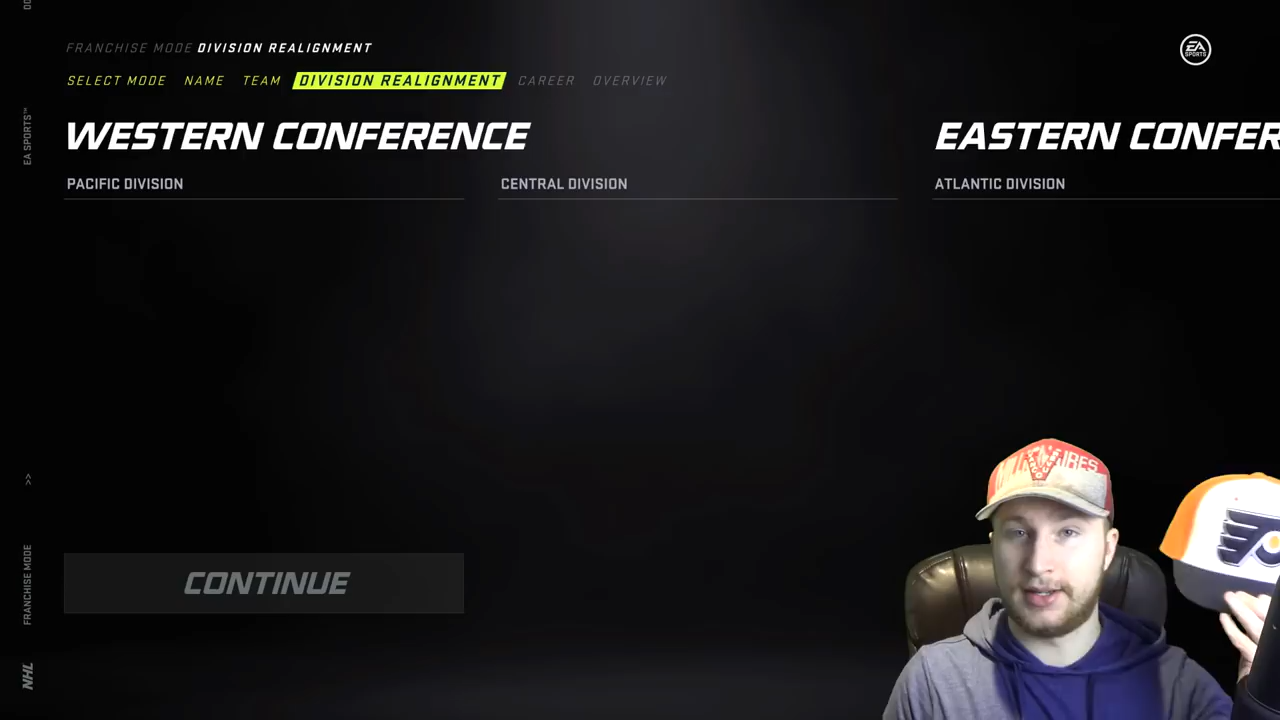 FRANCHISE MODE DIVISION REALIGNMENT
EA SPORTS
SELECT MODE NAME TEAM DIVISION REALIGNMENT CAREER OVERVIEW
EA SPORTS™
WESTERN CONFERENCE
EASTERN CONFER
PACIFIC DIVISION
CENTRAL DIVISION
ATLANTIC DIVISION
>>
FRANCHISE MODE
CONTINUE
NHL